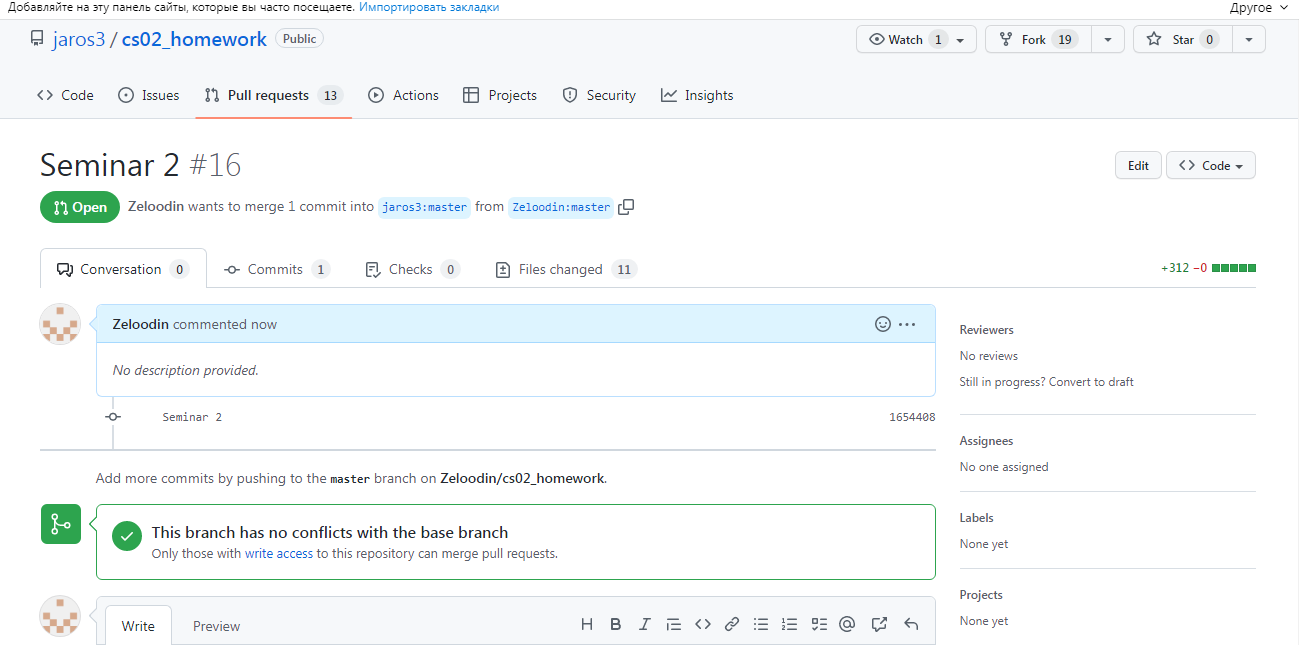 Добавляйте на эту панель сайты, которые вы часто посещаете. Импортировать закладки Другое
jaros3 / cs02_homework Public Watch 1 Fork 19 Star 0
Code Issues Pull requests 13 Actions Projects Security Insights
Seminar 2 #16 Edit Code
Open Zeloodin wants to merge 1 commit into jaros3:master from Zeloodin:master
Conversation 0 Commits 1 Checks 0 Files changed 11 +312 −0
Zeloodin commented now
No description provided.
Seminar 2 1654408
Add more commits by pushing to the master branch on Zeloodin/cs02_homework.
This branch has no conflicts with the base branch
Only those with write access to this repository can merge pull requests.
Write Preview
Reviewers
No reviews
Still in progress? Convert to draft
Assignees
No one assigned
Labels
None yet
Projects
None yet